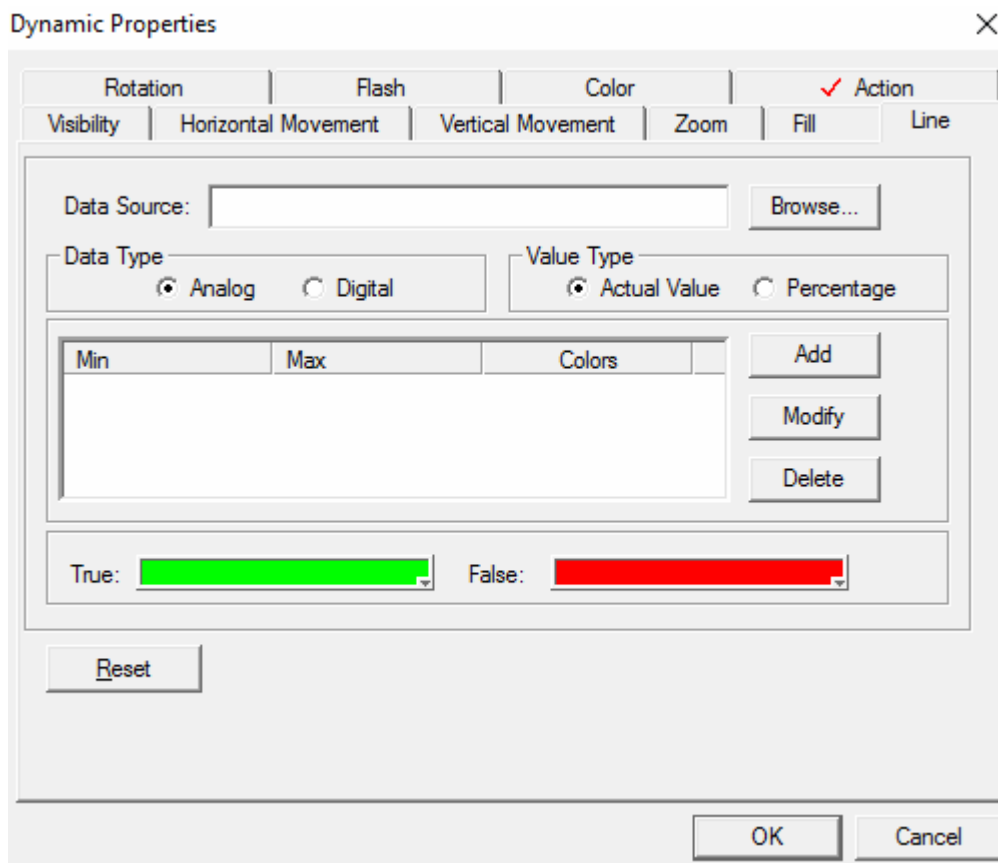 Dynamic Properties
Rotation Flash Color Action
Visibility Horizontal Movement Vertical Movement Zoom Fill Line
Data Source: Browse...
Data Type Value Type
Analog Digital Actual Value Percentage
Min Max Colors Add
Modify
Delete
True: False:
Reset
OK Cancel